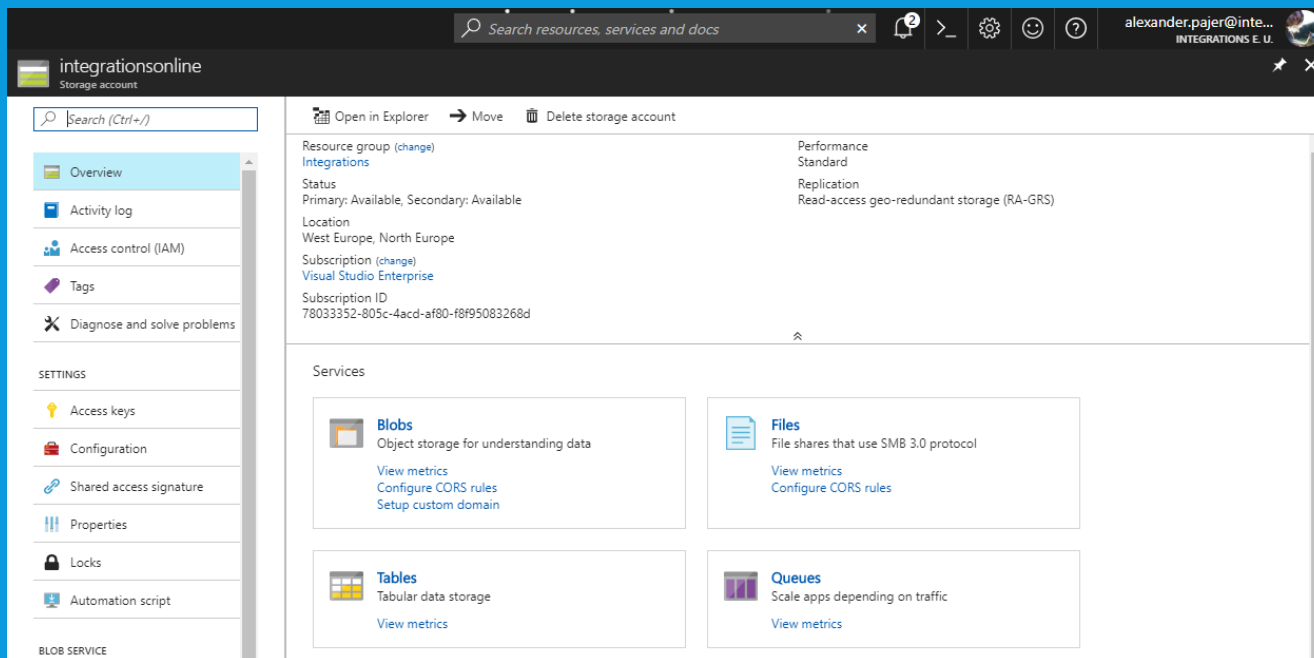 Search resources, services and docs
2
alexander.pajer@inte...
INTEGRATIONS E. U.
integrationsonline
Storage account
Search (Ctrl+/)
Overview
Activity log
Access control (IAM)
Tags
Diagnose and solve problems
SETTINGS
Access keys
Configuration
Shared access signature
Properties
Locks
Automation script
BLOB SERVICE
Open in Explorer
Move
Delete storage account
Resource group (change)
Integrations
Status
Primary: Available, Secondary: Available
Location
West Europe, North Europe
Subscription (change)
Visual Studio Enterprise
Subscription ID
78033352-805c-4acd-af80-f8f95083268d
Performance
Standard
Replication
Read-access geo-redundant storage (RA-GRS)
Services
Blobs
Object storage for understanding data
View metrics
Configure CORS rules
Setup custom domain
Files
File shares that use SMB 3.0 protocol
View metrics
Configure CORS rules
Tables
Tabular data storage
View metrics
Queues
Scale apps depending on traffic
View metrics